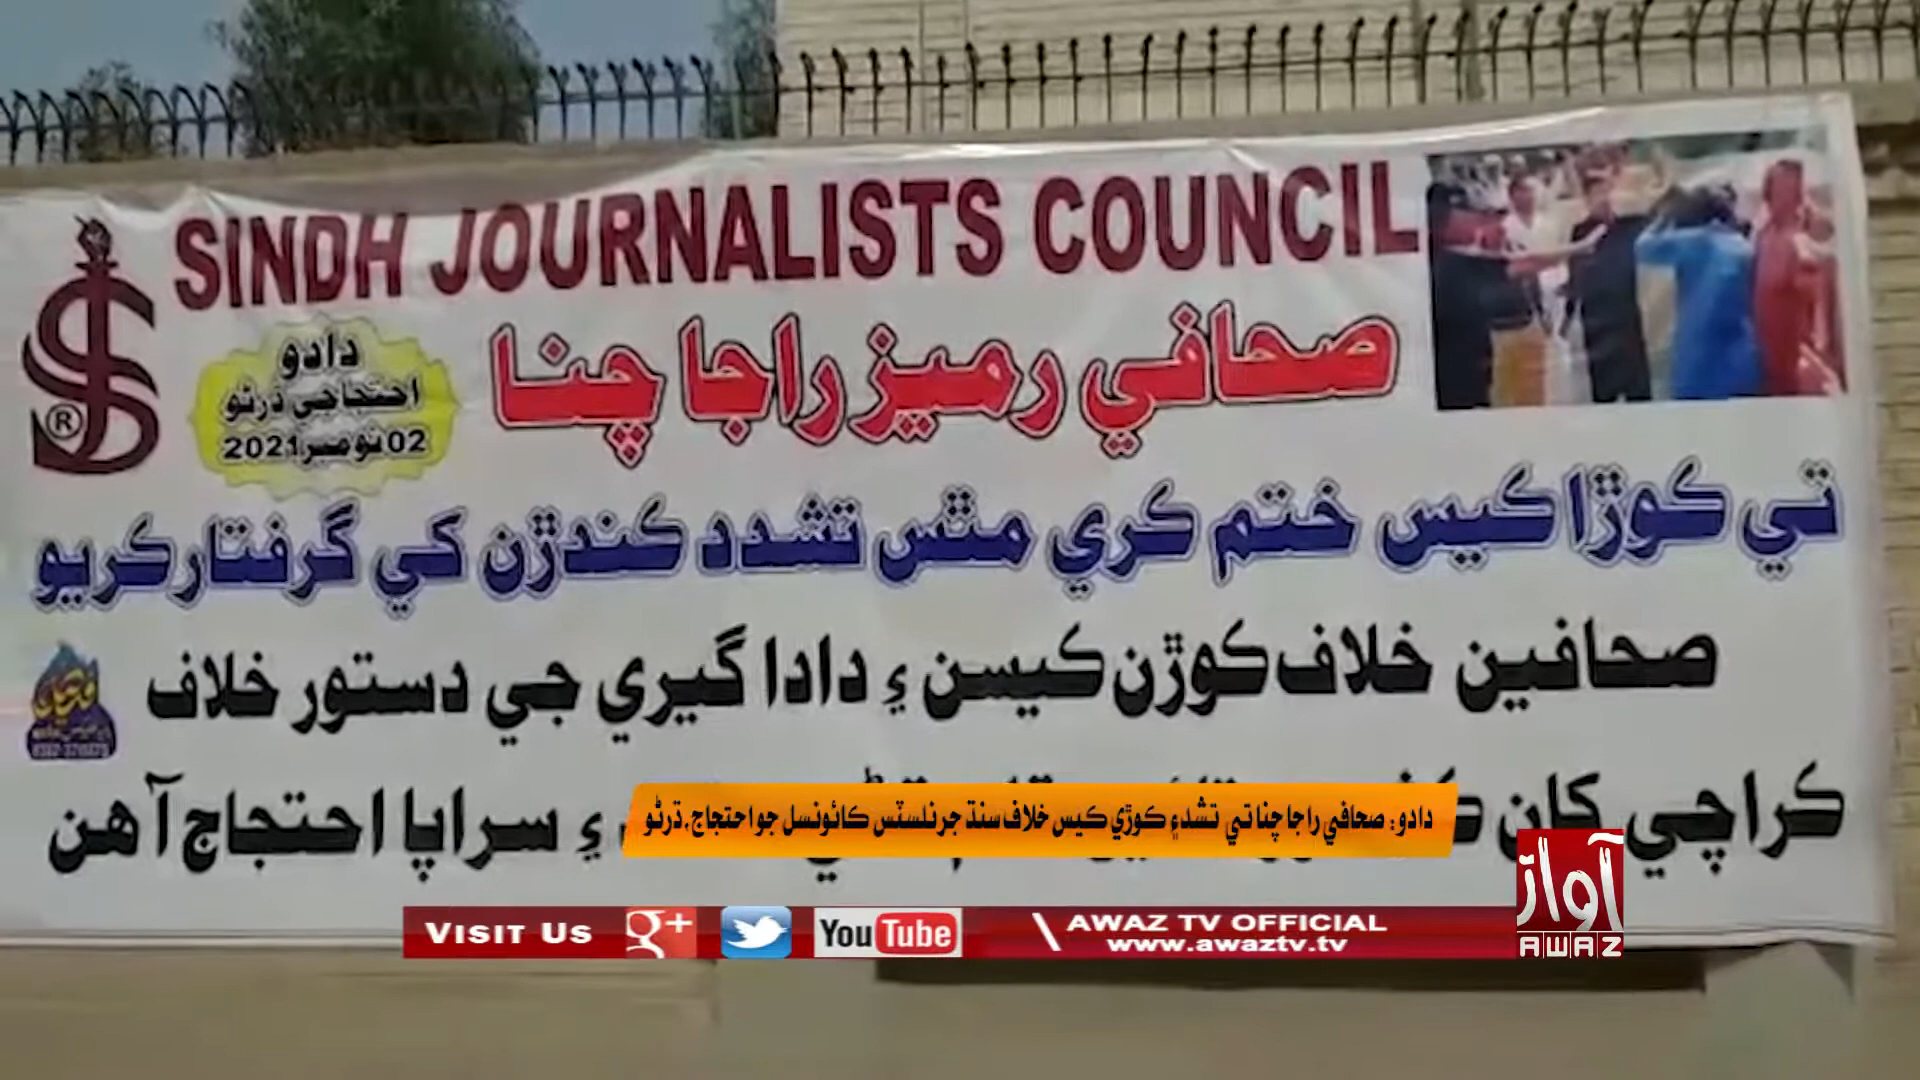 SINDH JOURNALISTS COUNCIL
دادو
احتجاجي ڌرڻو
02 نومبر 2021
صحافي رميز راجا چنا
تي ڪوڙا ڪيس ختم ڪري مٿس تشدد ڪندڙن کي گرفتار ڪريو
صحافين خلاف ڪوڙن ڪيسن ۽ دادا گيري جي دستور خلاف
ڪراچي کان
۽ سراپا احتجاج آهن
دادو: صحافي راجا چنا تي تشدد ۽ ڪوڙي ڪيس خلاف سنڌ جرنلسٽس ڪائونسل جو احتجاج، ڌرڻو
VISIT US g+ YouTube \ AWAZ TV OFFICIAL
www.awaztv.tv
آواز
AWAZ